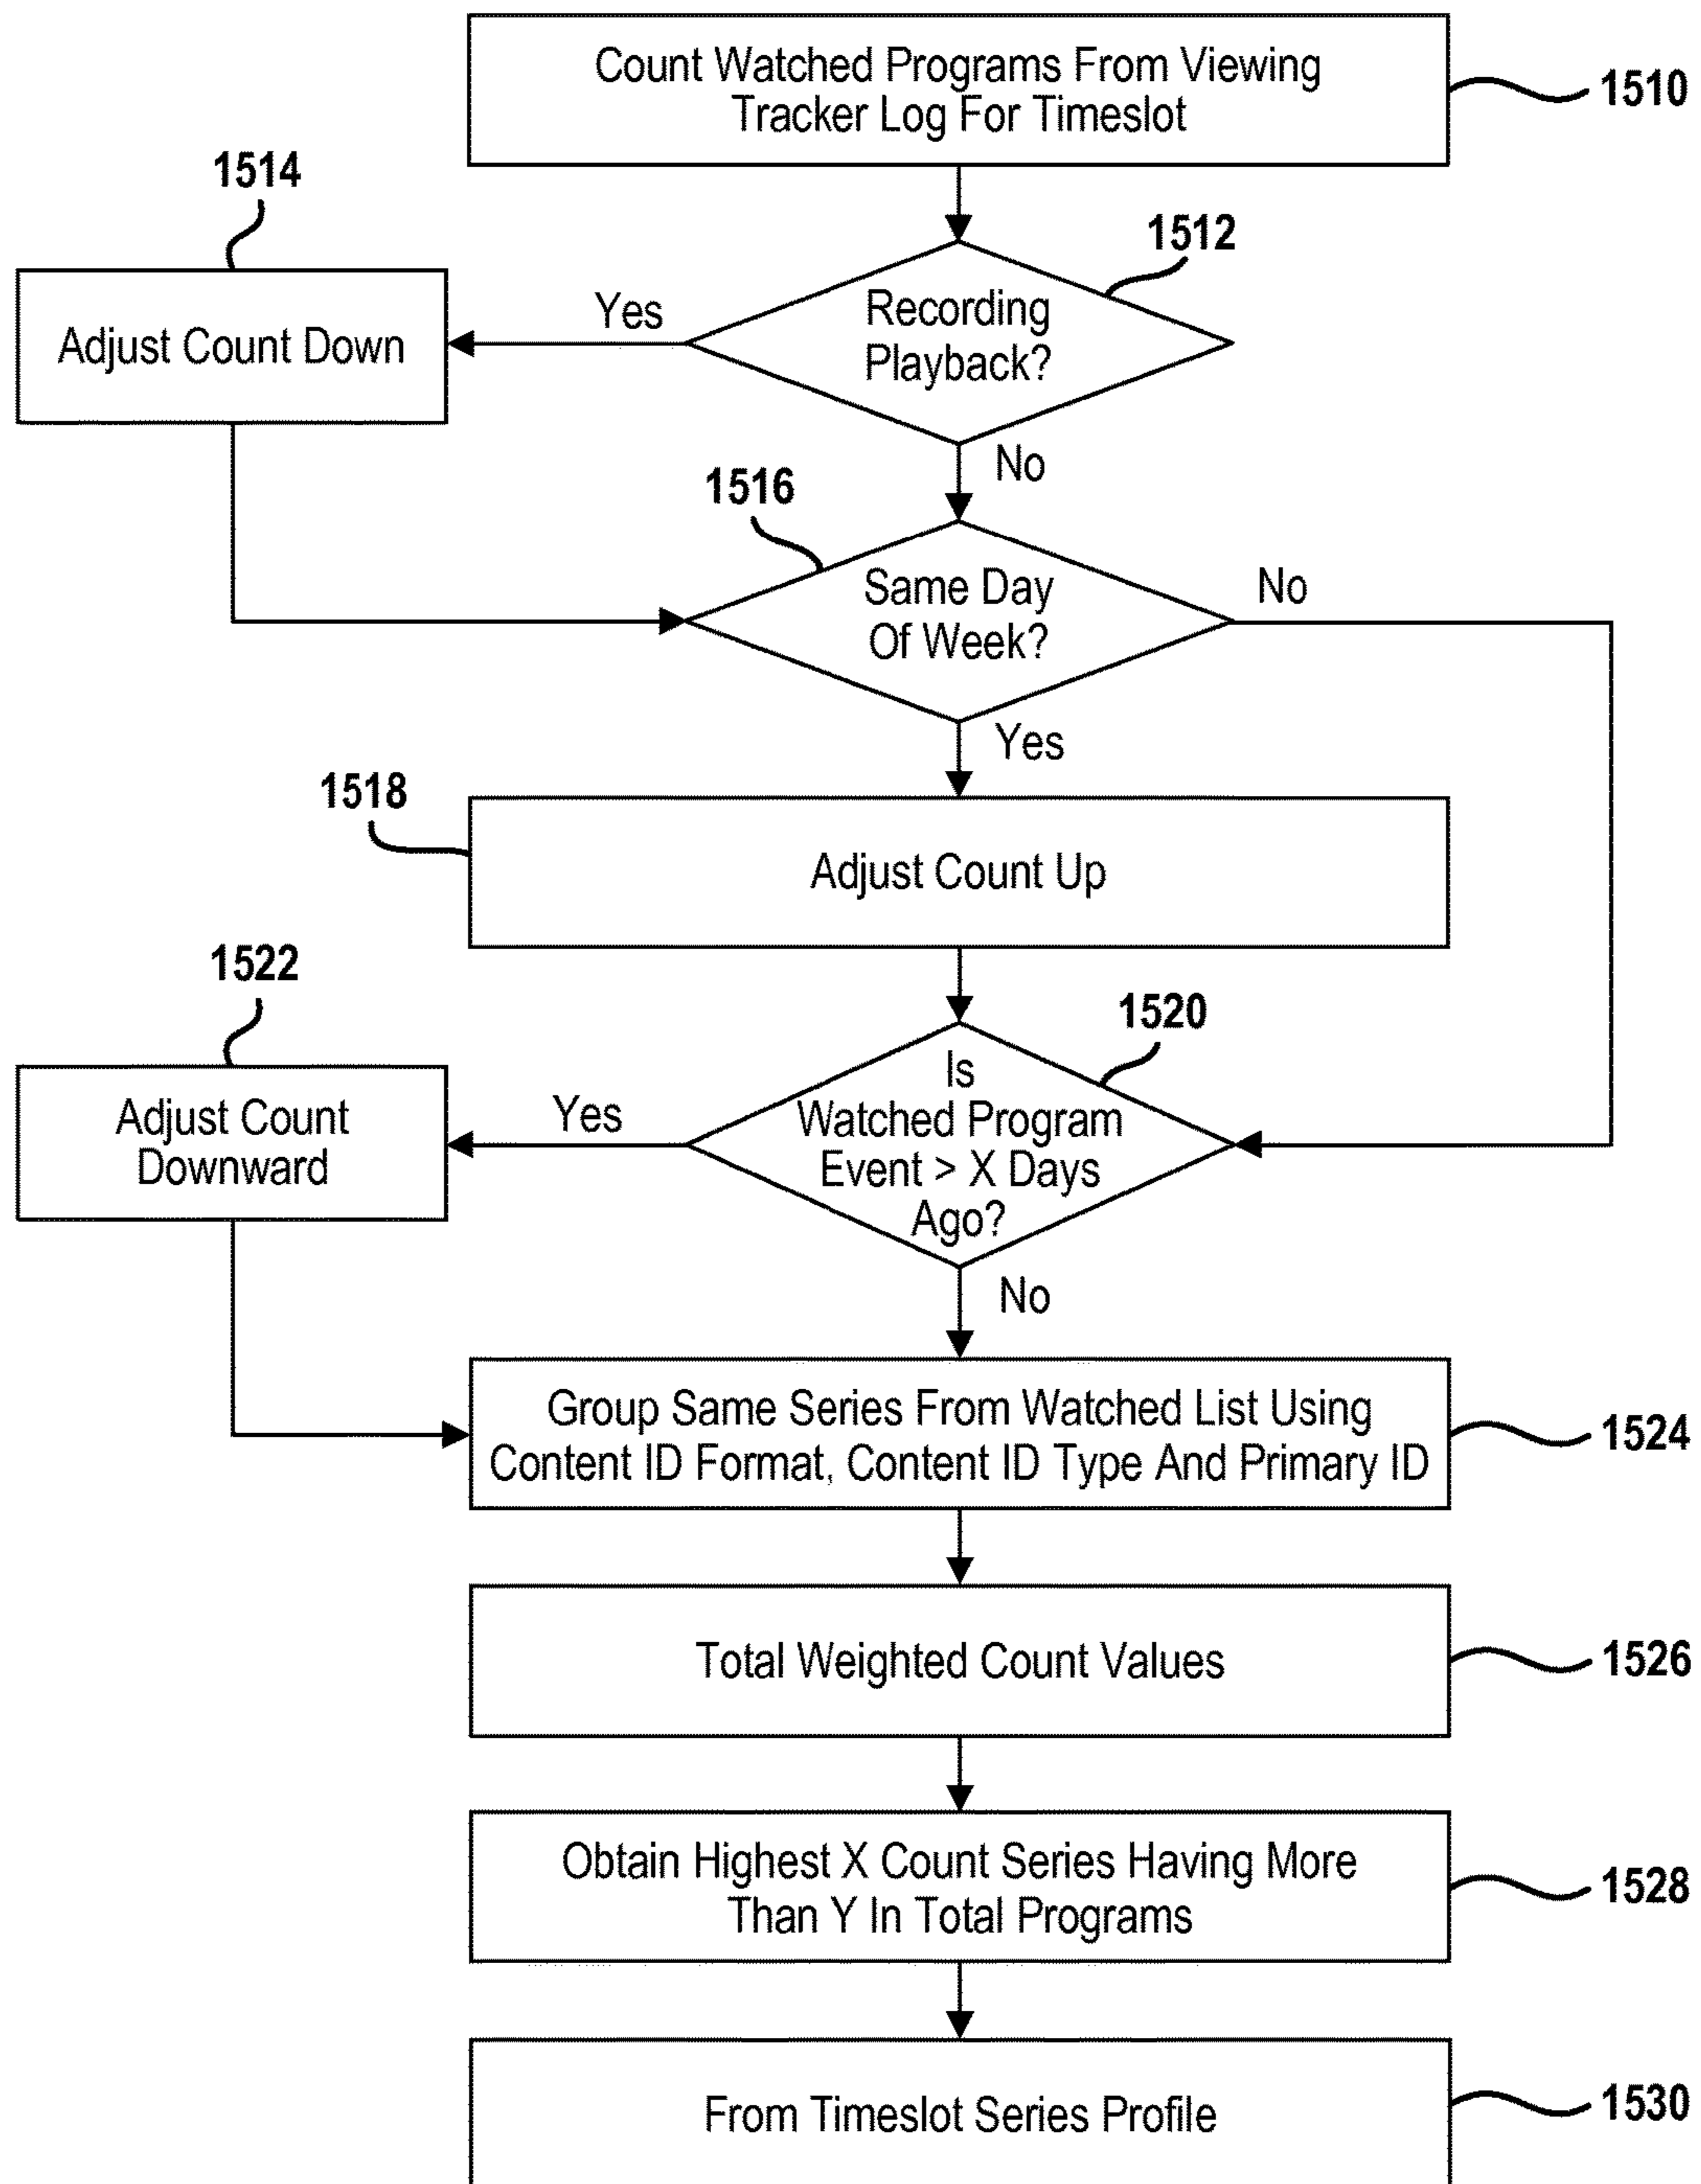 Count Watched Programs From Viewing
Tracker Log For Timeslot
1510
1514
1512
Adjust Count Down
Yes
Recording
Playback?
No
1516
Same Day
Of Week?
No
Yes
1518
Adjust Count Up
1522
1520
Adjust Count
Downward
Yes
Is
Watched Program
Event > X Days
Ago?
No
Group Same Series From Watched List Using
Content ID Format, Content ID Type And Primary ID
1524
Total Weighted Count Values
1526
Obtain Highest X Count Series Having More
Than Y In Total Programs
1528
From Timeslot Series Profile
1530